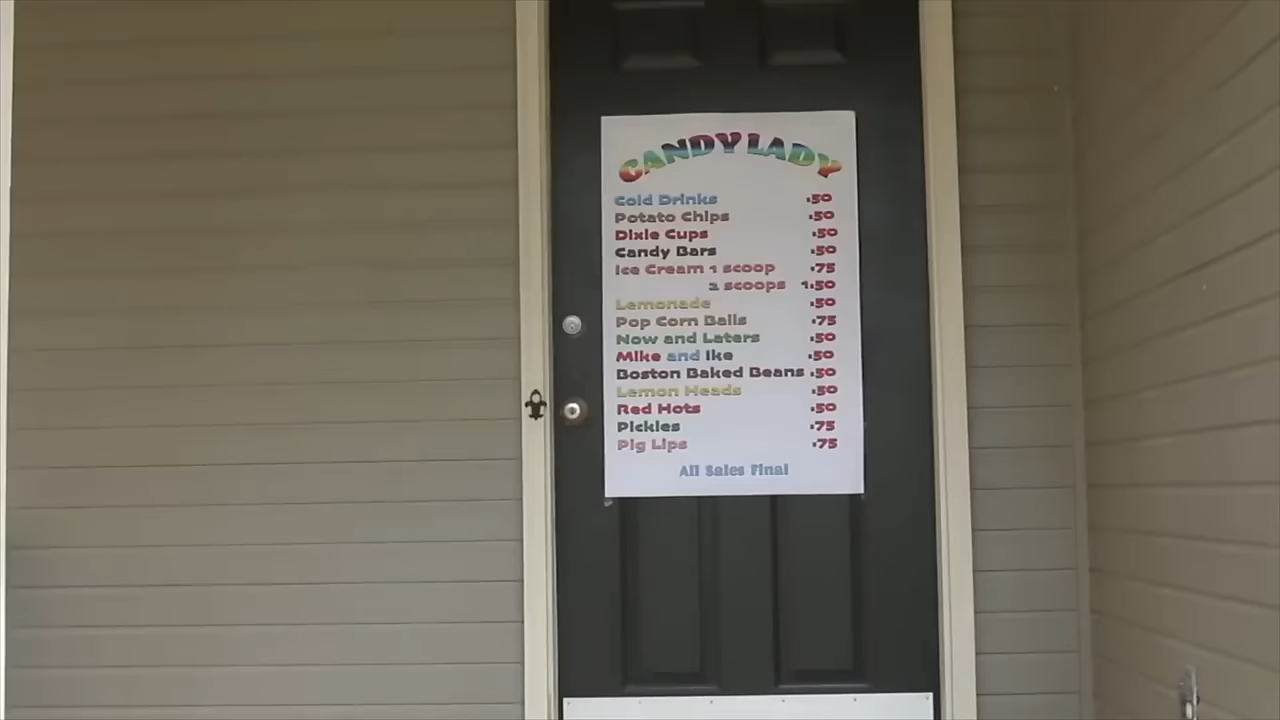 CANDY LADY
Cold Drinks .50
Potato Chips .50
Dixie Cups .50
Candy Bars .50
Ice Cream 1 scoop .75
2 scoops 1.50
Lemonade .50
Pop Corn Balls .75
Now and Laters .50
Mike and Ike .50
Boston Baked Beans .50
Lemon Heads .50
Red Hots .50
Pickles .75
Pig Lips .75
All Sales Final